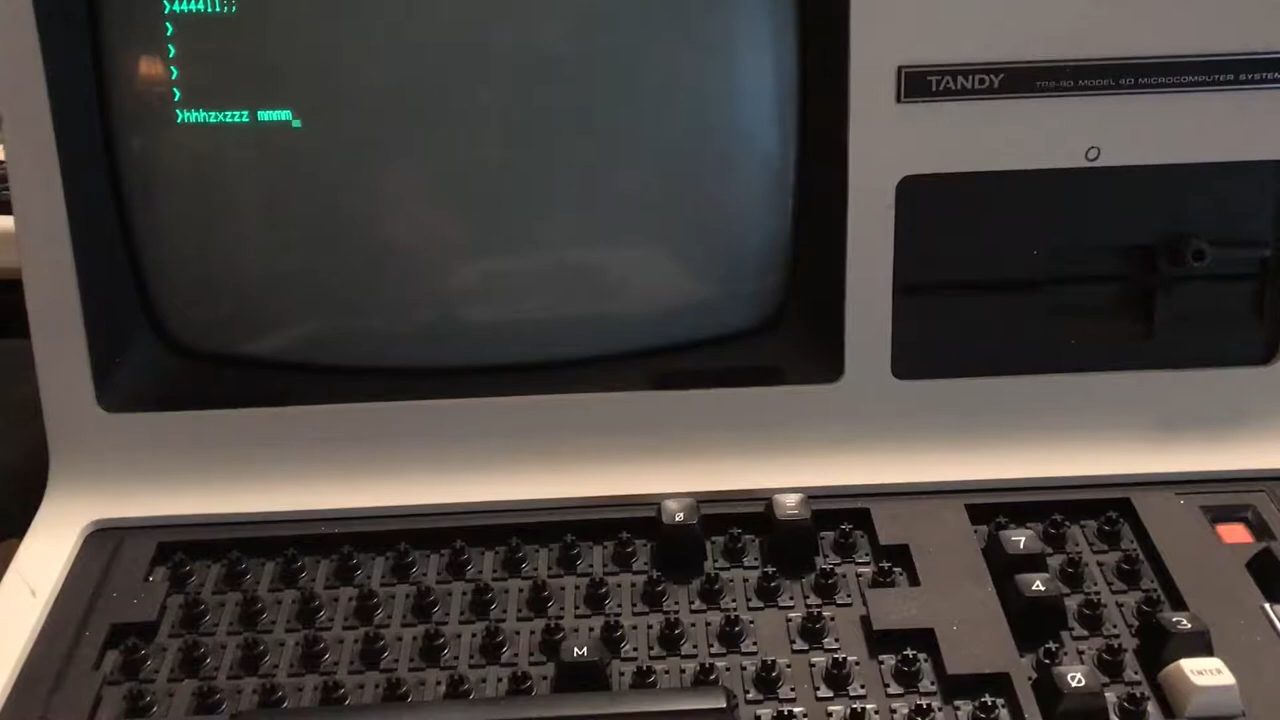 >444411;;
>
>
>
>
>hhhzxzzz mmmm_
TANDY TRS-80 MODEL 4D MICROCOMPUTER SYSTEM
Ø
=
7
4
M
3
Ø
ENTER